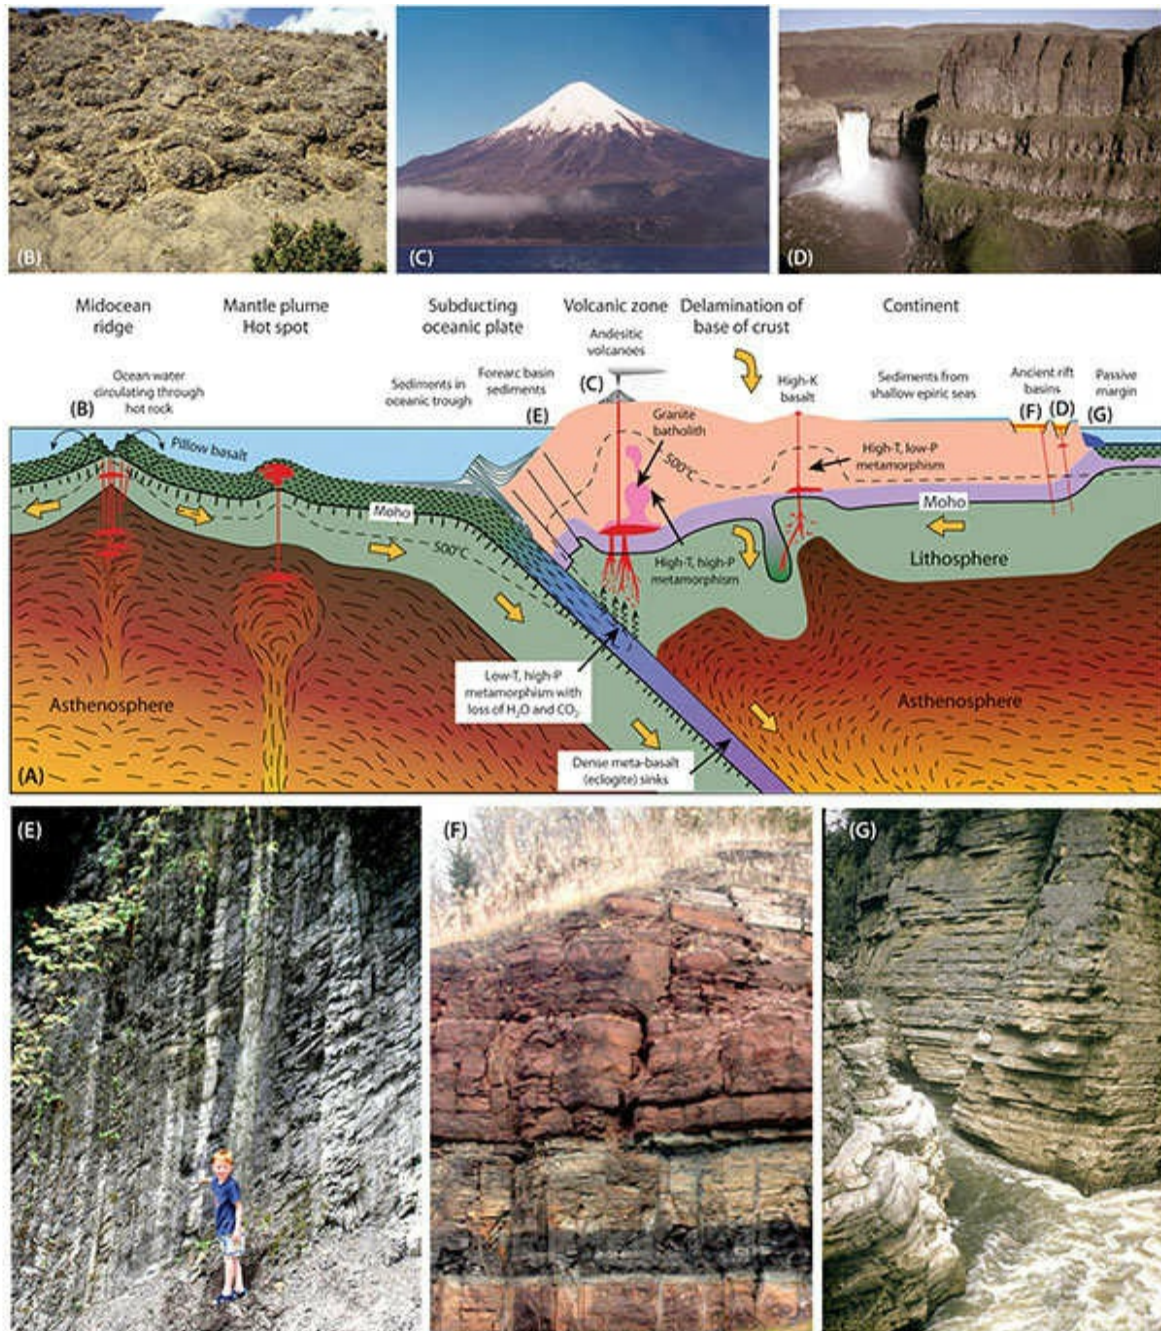 (B)
(C)
(D)
Midocean
ridge
Mantle plume
Hot spot
Subducting
oceanic plate
Volcanic zone
Delamination of
base of crust
Continent
Andesitic
volcanoes
Ocean water
circulating through
hot rock
Sediments in
oceanic trough
Forearc basin
sediments
High-K
basalt
Sediments from
shallow epiric seas
Ancient rift
basins
Passive
margin
(B)
(E)
(C)
(F)
(D)
(G)
Pillow basalt
Granite
batholith
500°C
High-T, low-P
metamorphism
Moho
Moho
500°C
High-T, high-P
metamorphism
Lithosphere
Low-T, high-P
metamorphism with
loss of H₂O and CO₂
Asthenosphere
Asthenosphere
Dense meta-basalt
(eclogite) sinks
(A)
(E)
(F)
(G)